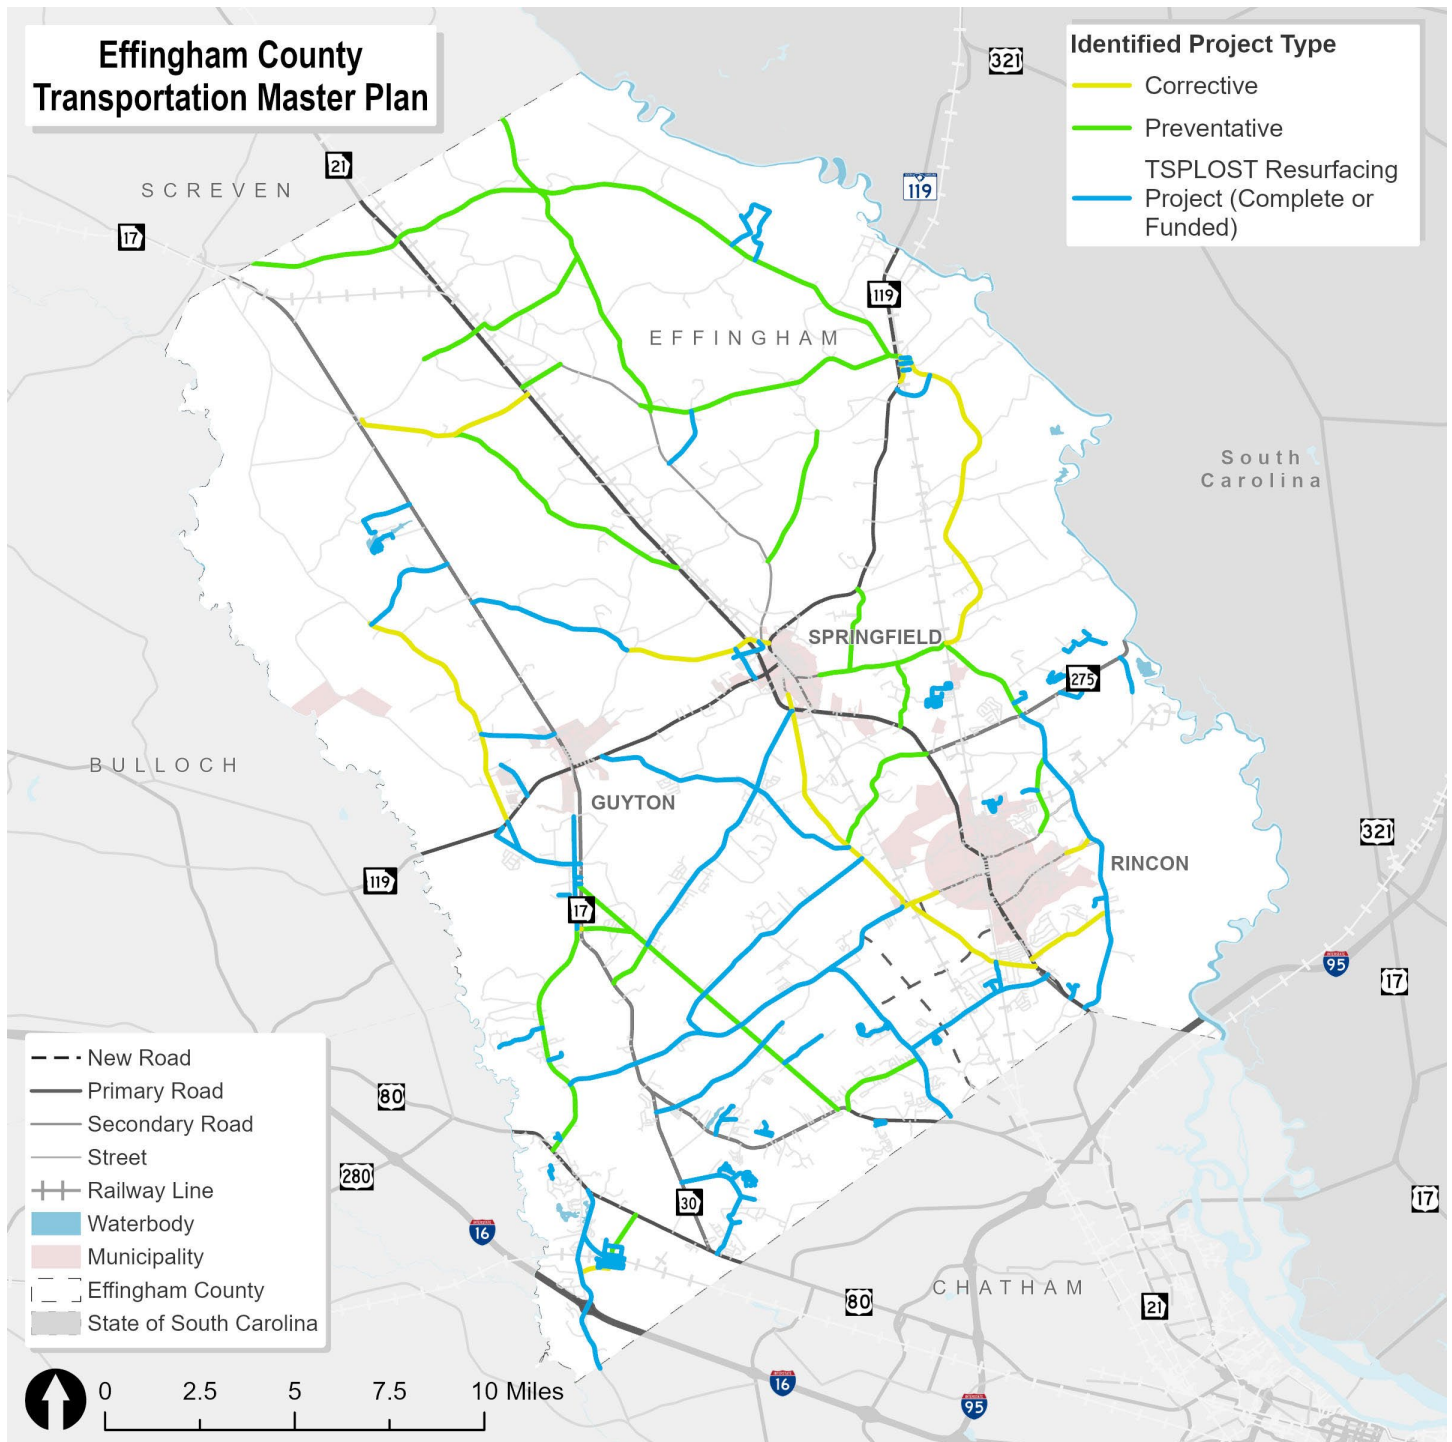 Effingham County
Transportation Master Plan
Identified Project Type
Corrective
Preventative
TSPLOST Resurfacing
Project (Complete or
Funded)
321
21
SCREVEN
119
17
119
EFFINGHAM
South
Carolina
SPRINGFIELD
275
BULLOCH
GUYTON
321
RINCON
119
17
95
17
New Road
Primary Road
Secondary Road
Street
Railway Line
Waterbody
Municipality
Effingham County
State of South Carolina
80
280
30
17
16
CHATHAM
80
21
16
95
0 2.5 5 7.5 10 Miles